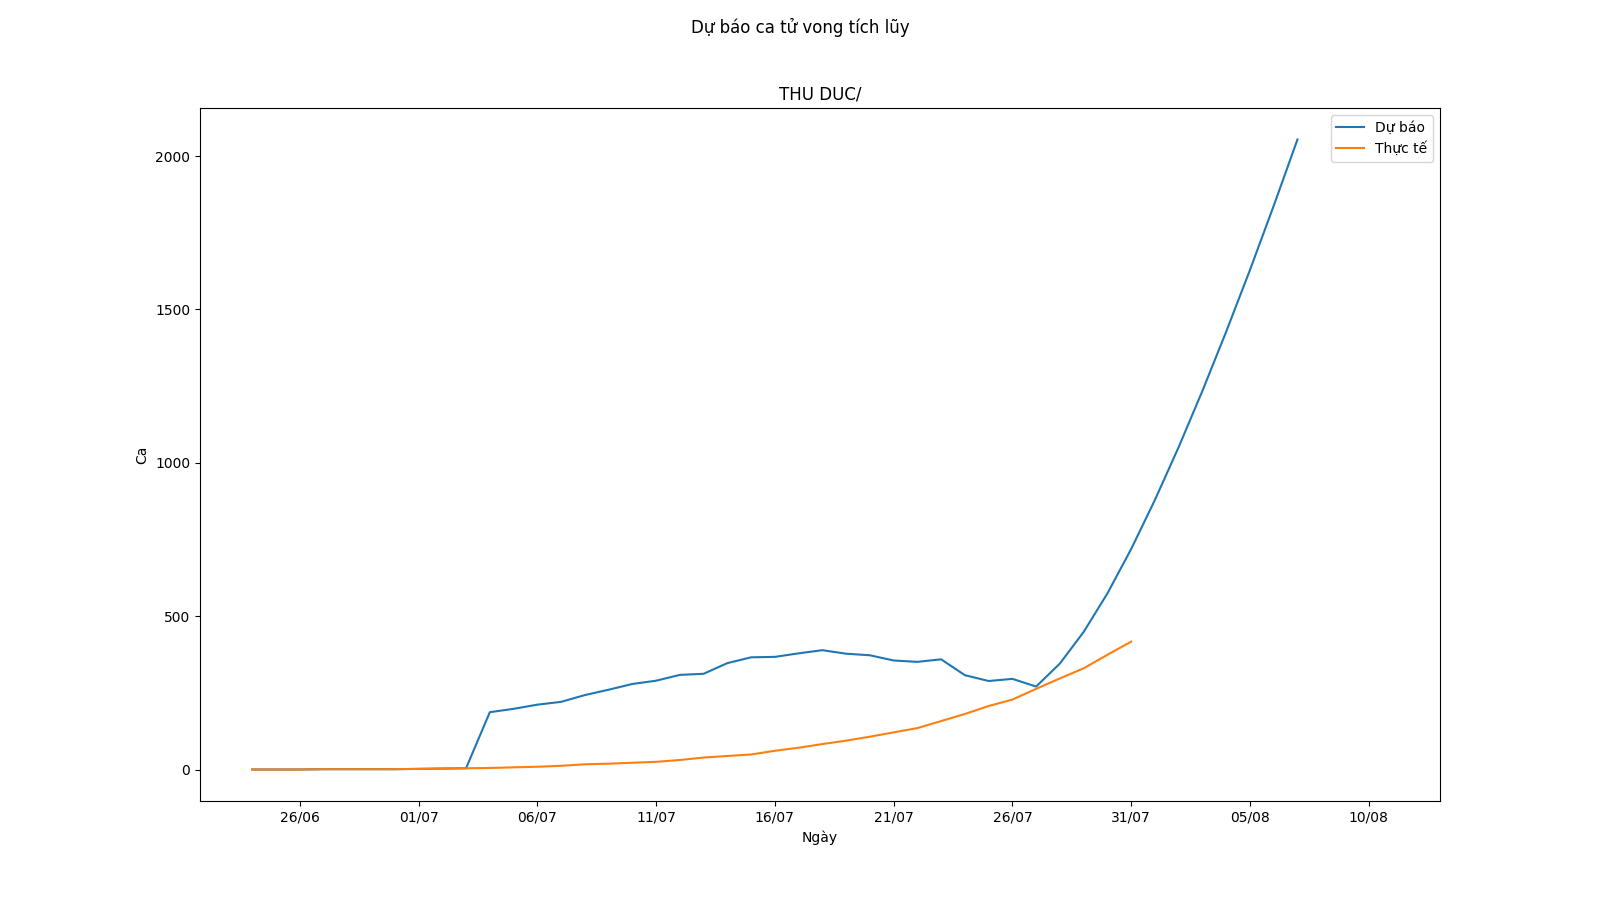 Dự báo ca tử vong tích lũy
THU DUC/
Dự báo
Thực tế
2000
1500
1000
500
0
Ca
26/06 01/07 06/07 11/07 16/07 21/07 26/07 31/07 05/08 10/08
Ngày